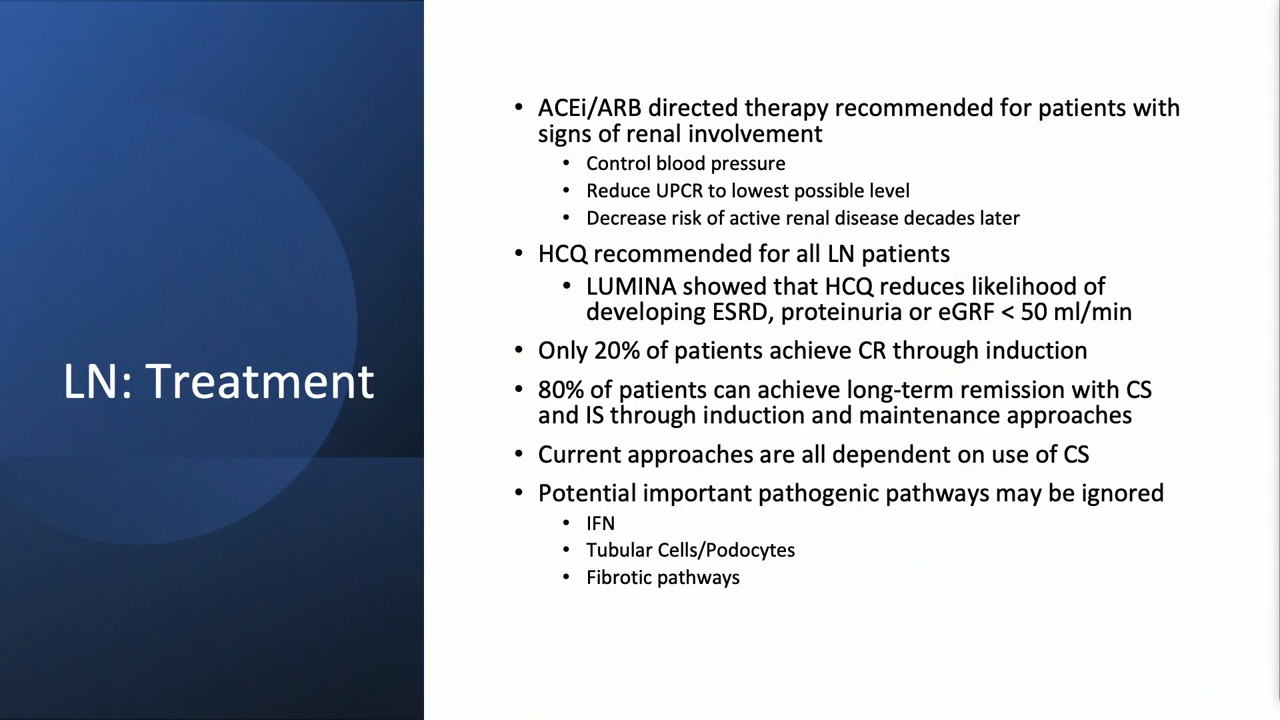 LN: Treatment
• ACEi/ARB directed therapy recommended for patients with
signs of renal involvement
• Control blood pressure
• Reduce UPCR to lowest possible level
• Decrease risk of active renal disease decades later
• HCQ recommended for all LN patients
• LUMINA showed that HCQ reduces likelihood of
developing ESRD, proteinuria or eGRF < 50 ml/min
• Only 20% of patients achieve CR through induction
• 80% of patients can achieve long-term remission with CS
and IS through induction and maintenance approaches
• Current approaches are all dependent on use of CS
• Potential important pathogenic pathways may be ignored
• IFN
• Tubular Cells/Podocytes
• Fibrotic pathways